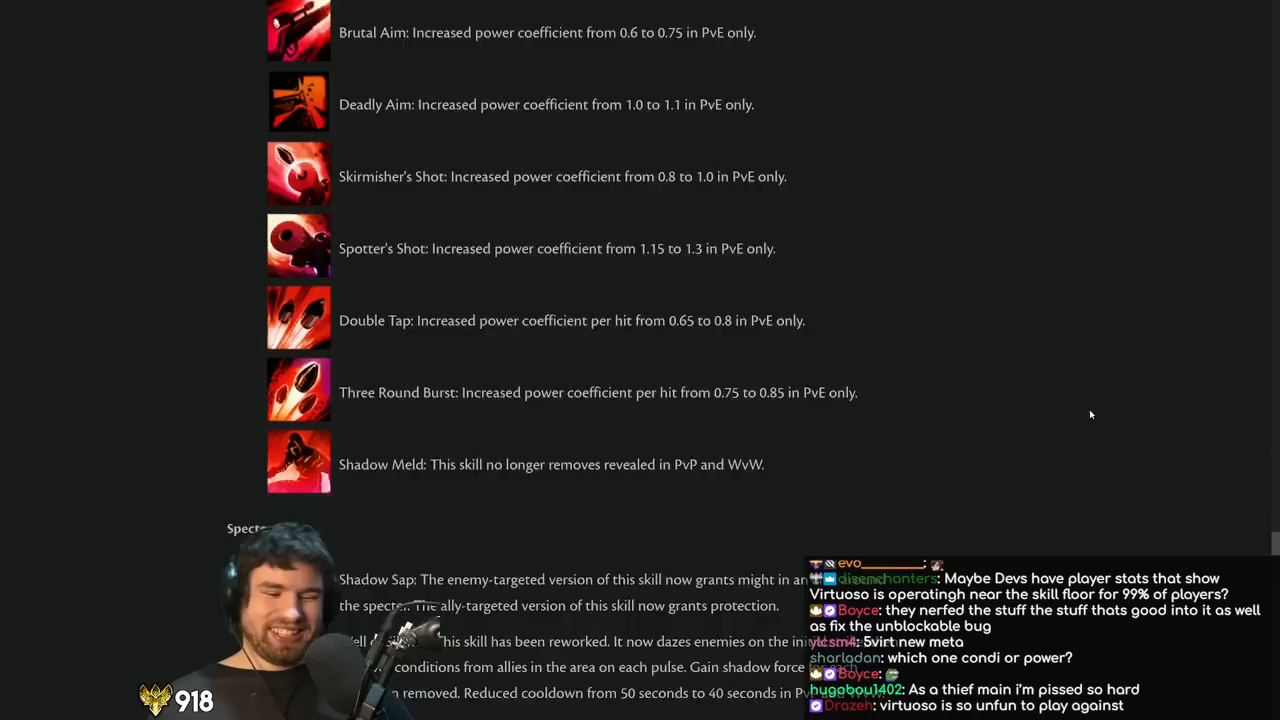 Brutal Aim: Increased power coefficient from 0.6 to 0.75 in PvE only.
Deadly Aim: Increased power coefficient from 1.0 to 1.1 in PvE only.
Skirmisher's Shot: Increased power coefficient from 0.8 to 1.0 in PvE only.
Spotter's Shot: Increased power coefficient from 1.15 to 1.3 in PvE only.
Double Tap: Increased power coefficient per hit from 0.65 to 0.8 in PvE only.
Three Round Burst: Increased power coefficient per hit from 0.75 to 0.85 in PvE only.
Shadow Meld: This skill no longer removes revealed in PvP and WvW.
Shadow Sap: The enemy-targeted version of this skill now grants might in an
the specter. The ally-targeted version of this skill now grants protection.
This skill has been reworked. It now dazes enemies on the
conditions from allies in the area on each pulse. Gain shadow force
removed. Reduced cooldown from 50 seconds to 40 seconds in
evo_________:
disenchanters: Maybe Devs have player stats that show
Virtuoso is operatingh near the skill floor for 99% of players?
Boyce: they nerfed the stuff the stuff thats good into it as well
as fix the unblockable bug
ylcsm4: 5virt new meta
sharladan: which one condi or power?
Boyce:
hugobou1402: As a thief main i'm pissed so hard
Drazeh: virtuoso is so unfun to play against
918